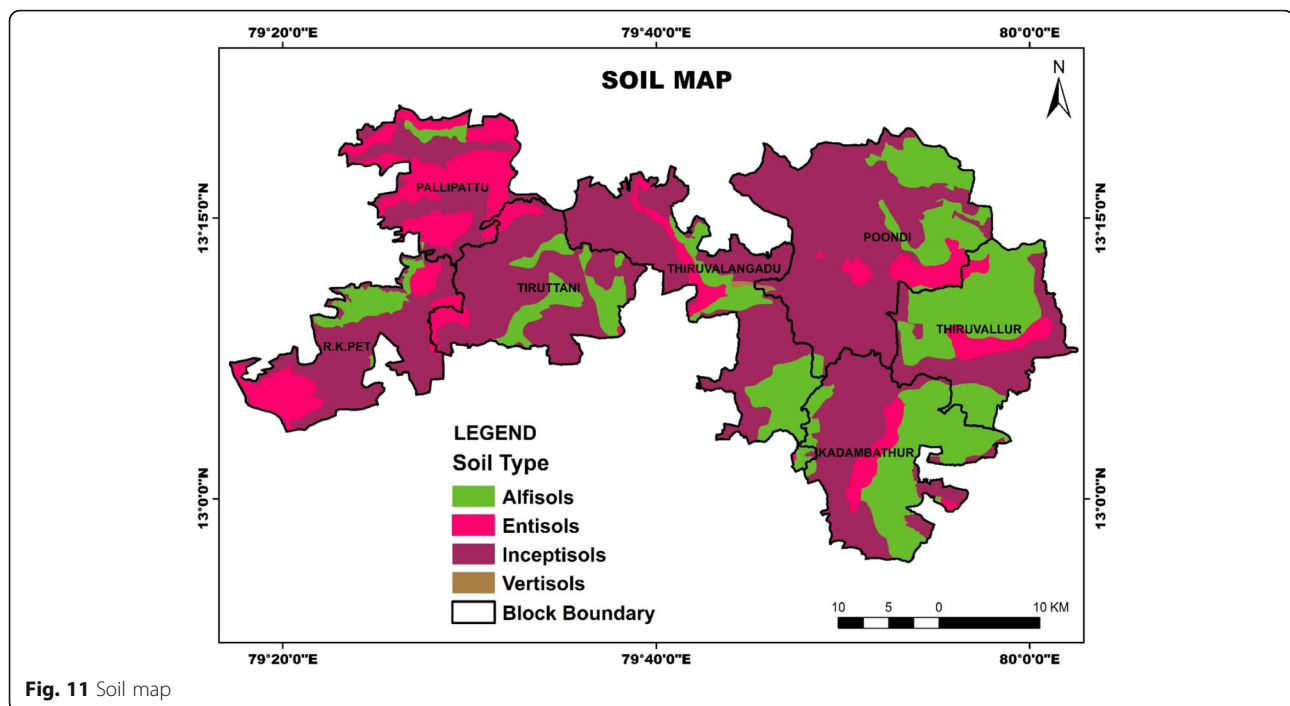 79°20'0"E 79°40'0"E 80°0'0"E
SOIL MAP
N
PALLIPATTU
13°15'0"N 13°15'0"N
POONDI
THIRUVALANGADU
TIRUTTANI
THIRUVALLUR
R.K.PET
LEGEND
Soil Type
KADAMBATHUR
Alfisols
13°0'0"N 13°0'0"N
Entisols
Inceptisols
Vertisols
Block Boundary
10 5 0 10 KM
79°20'0"E 79°40'0"E 80°0'0"E
Fig. 11 Soil map